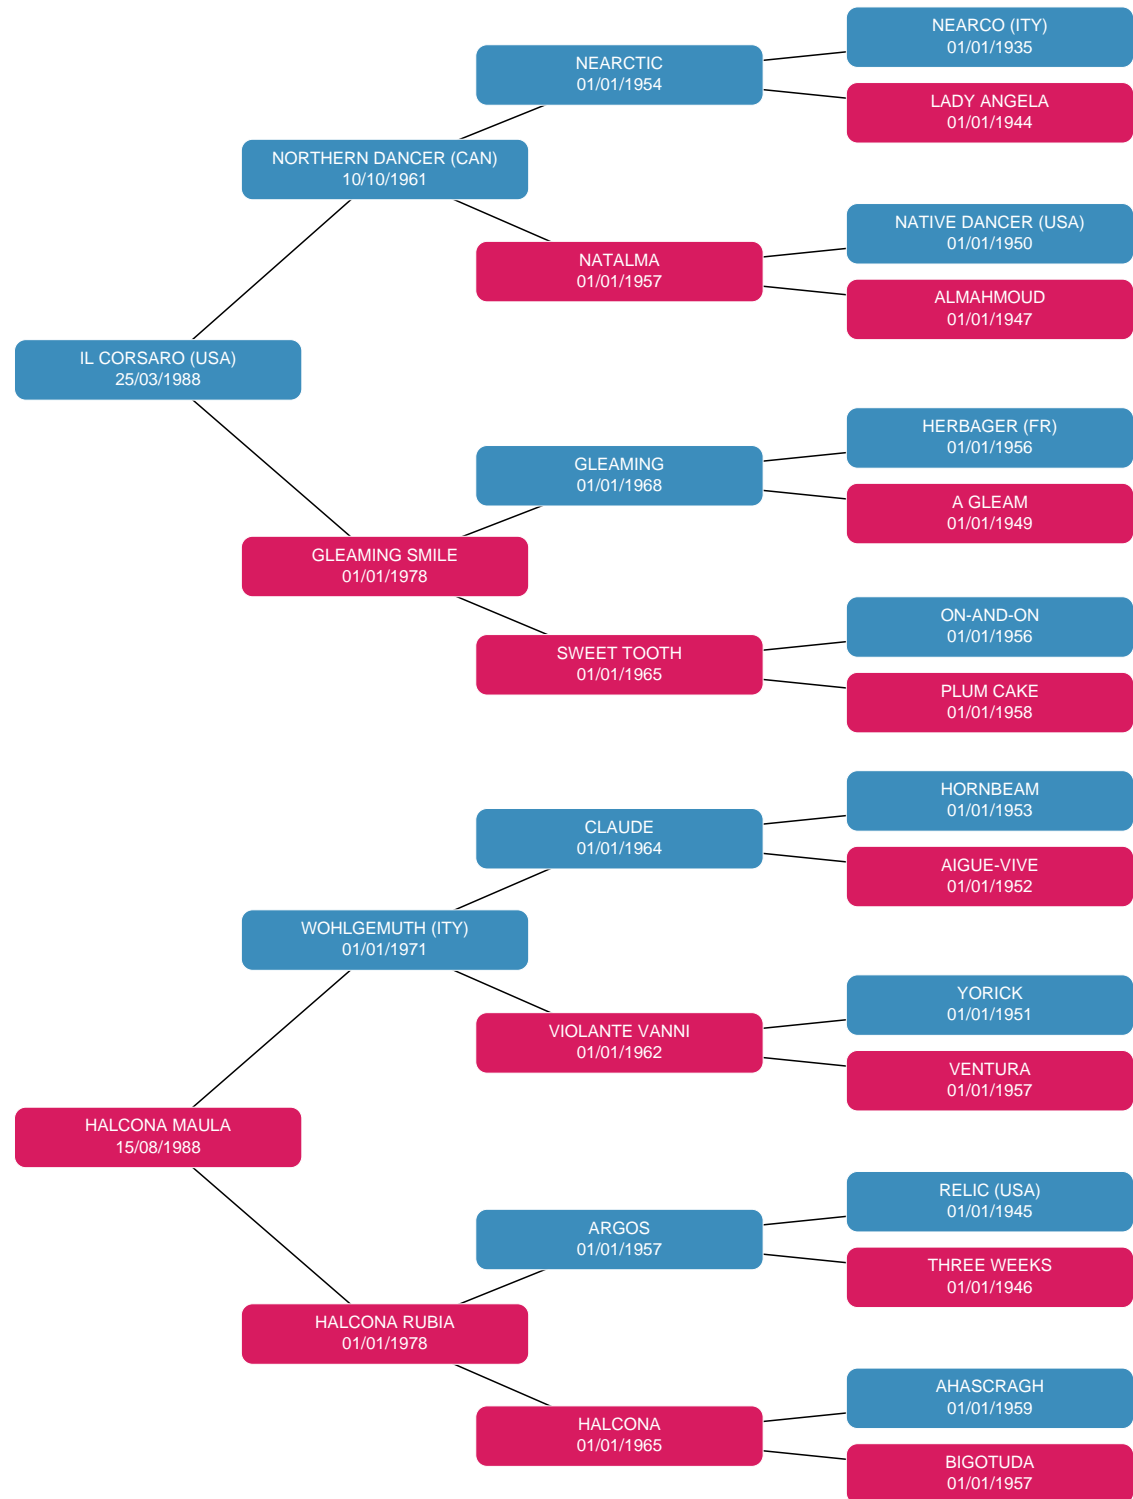 NEARCO (ITY)
01/01/1935
NEARCTIC
01/01/1954
LADY ANGELA
01/01/1944
NORTHERN DANCER (CAN)
10/10/1961
NATIVE DANCER (USA)
01/01/1950
NATALMA
01/01/1957
ALMAHMOUD
01/01/1947
IL CORSARO (USA)
25/03/1988
HERBAGER (FR)
01/01/1956
GLEAMING
01/01/1968
A GLEAM
01/01/1949
GLEAMING SMILE
01/01/1978
ON-AND-ON
01/01/1956
SWEET TOOTH
01/01/1965
PLUM CAKE
01/01/1958
HORNBEAM
01/01/1953
CLAUDE
01/01/1964
AIGUE-VIVE
01/01/1952
WOHLGEMUTH (ITY)
01/01/1971
YORICK
01/01/1951
VIOLANTE VANNI
01/01/1962
VENTURA
01/01/1957
HALCONA MAULA
15/08/1988
RELIC (USA)
01/01/1945
ARGOS
01/01/1957
THREE WEEKS
01/01/1946
HALCONA RUBIA
01/01/1978
AHASCRAGH
01/01/1959
HALCONA
01/01/1965
BIGOTUDA
01/01/1957